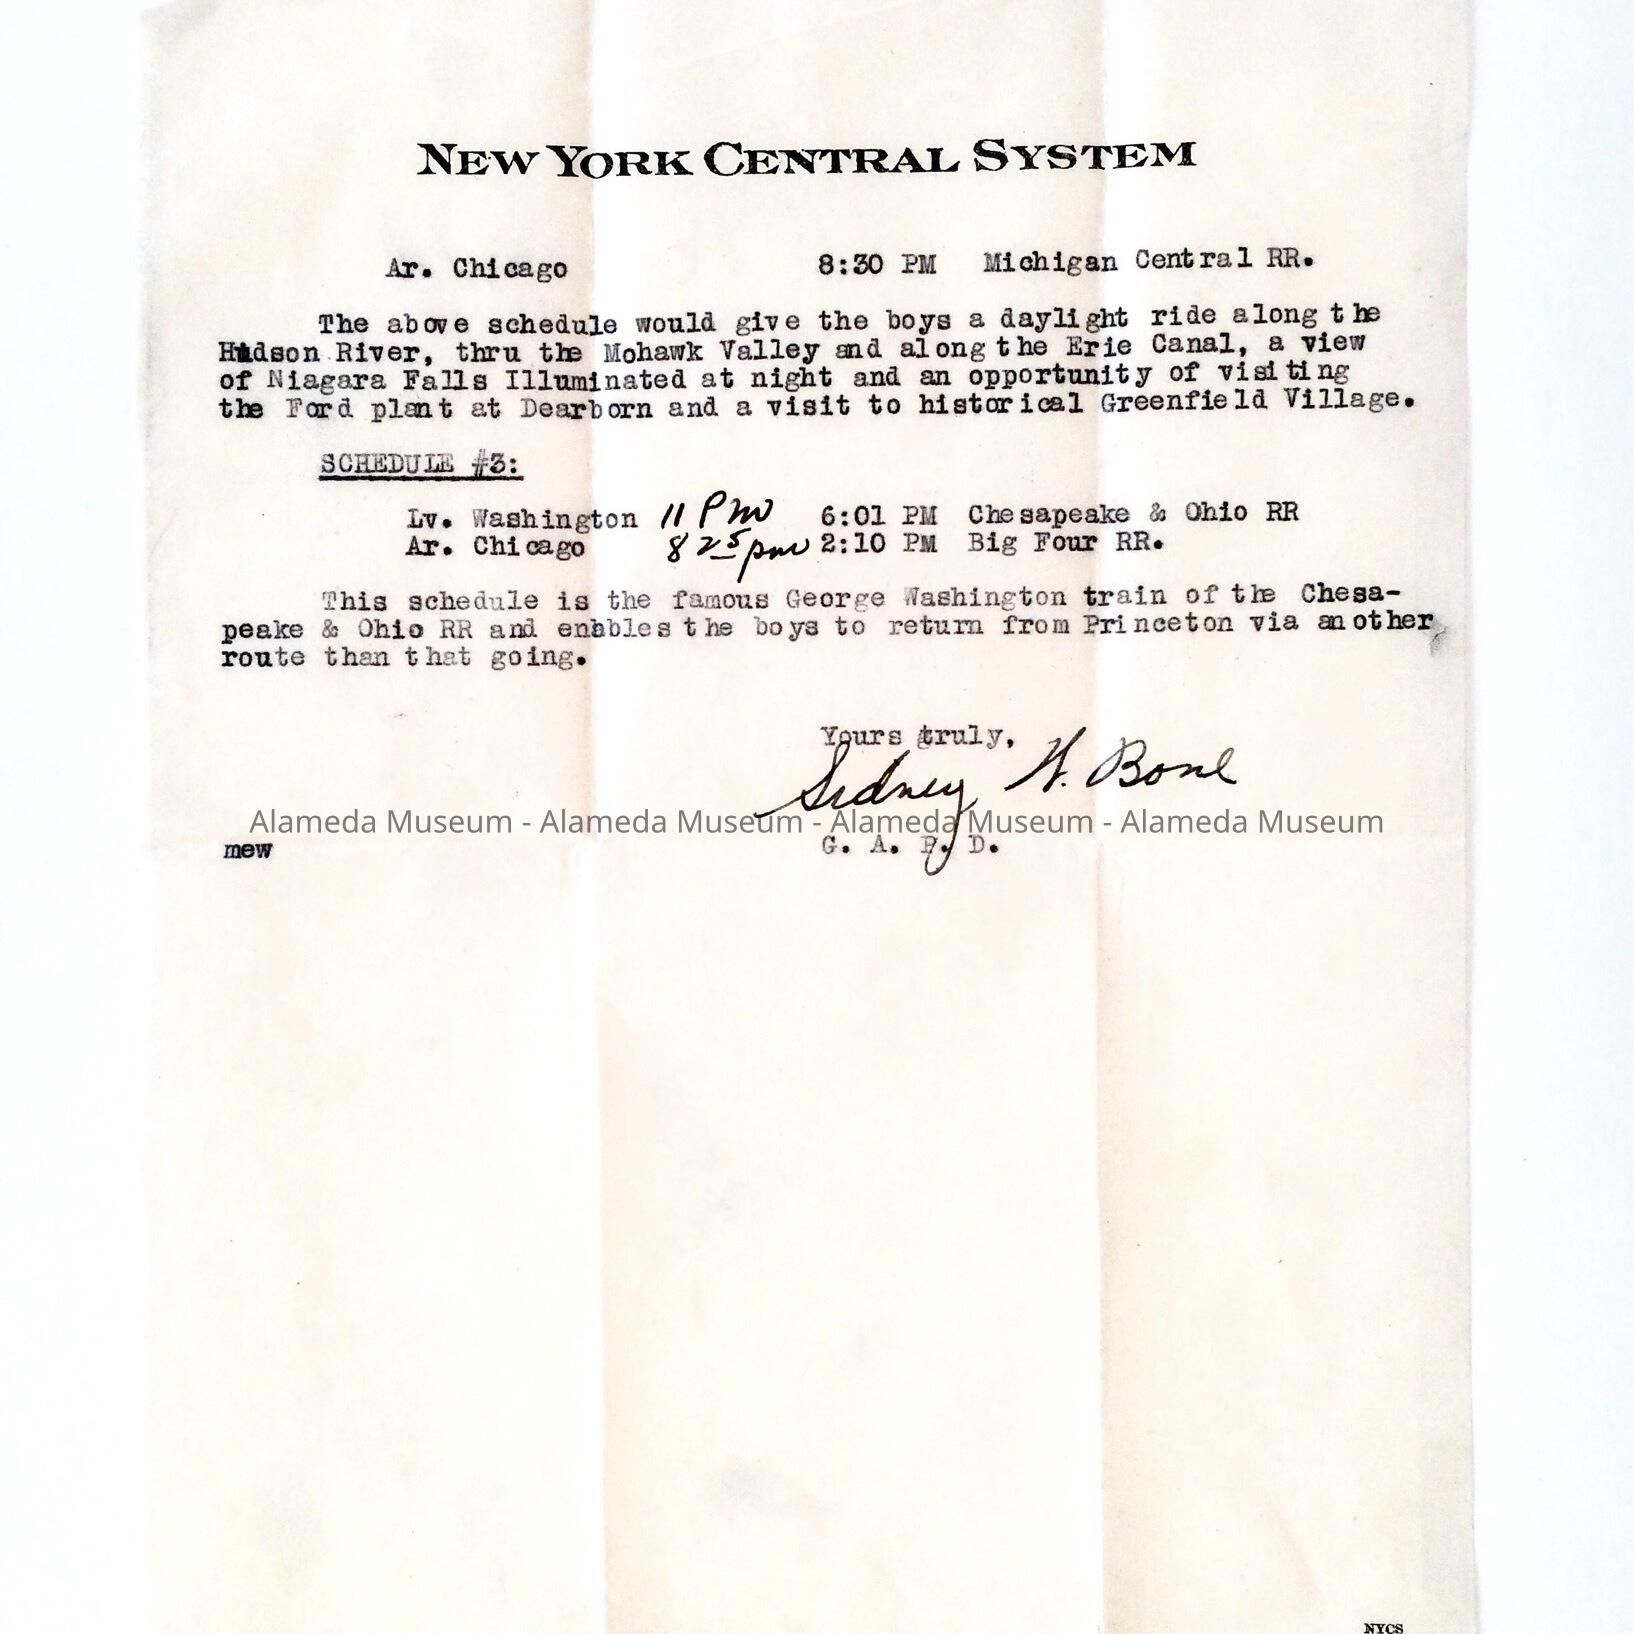 NEW YORK CENTRAL SYSTEM
Ar. Chicago 8:30 PM Michigan Central RR.
The above schedule would give the boys a daylight ride along the
Hudson River, thru the Mohawk Valley and along the Erie Canal, a view
of Niagara Falls Illuminated at night and an opportunity of visiting
the Ford plant at Dearborn and a visit to historical Greenfield Village.
SCHEDULE #3:
Lv. Washington 11 PM 6:01 PM Chesapeake & Ohio RR
Ar. Chicago 8 25 pm 2:10 PM Big Four RR.
This schedule is the famous George Washington train of the Chesa-
peake & Ohio RR and enables the boys to return from Princeton via another
route than that going.
Yours truly,
Sidney W. Bone
Alameda Museum - Alameda Museum - Alameda Museum - Alameda Museum
mew G. A. P. D.
NYCS